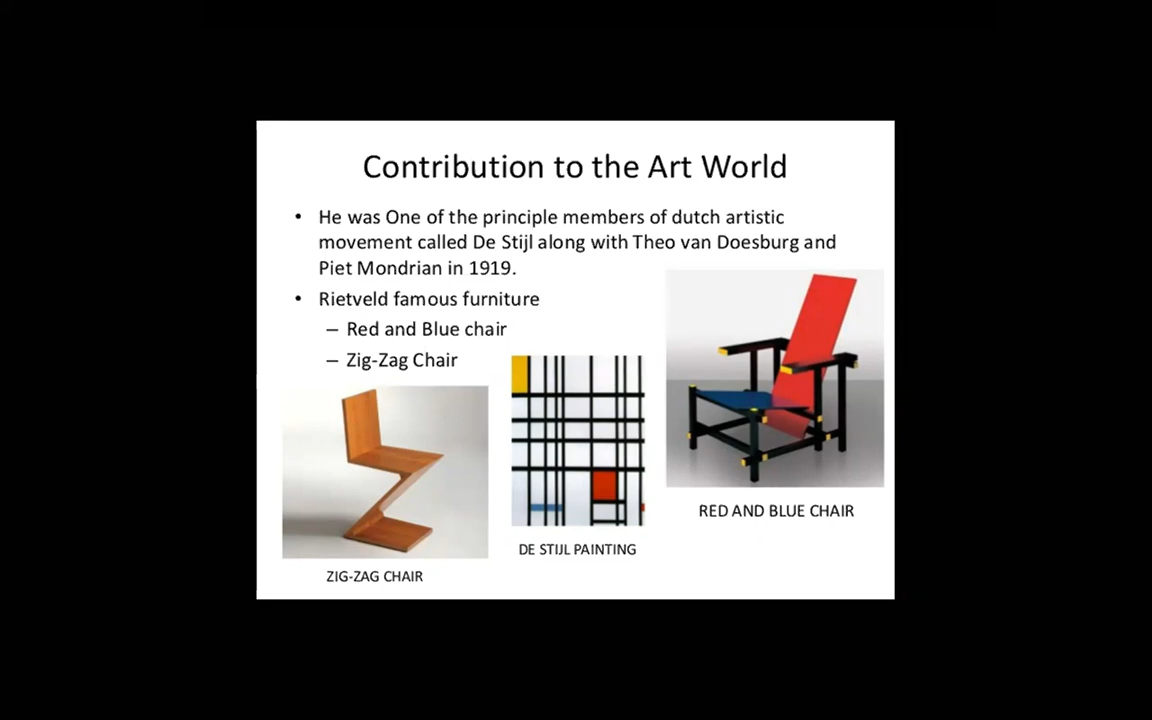 Contribution to the Art World
• He was One of the principle members of dutch artistic
movement called De Stijl along with Theo van Doesburg and
Piet Mondrian in 1919.
• Rietveld famous furniture
– Red and Blue chair
– Zig-Zag Chair
RED AND BLUE CHAIR
DE STIJL PAINTING
ZIG-ZAG CHAIR